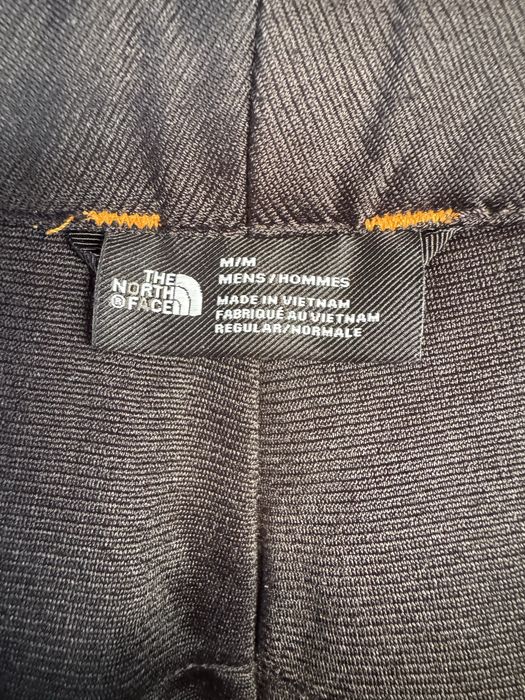 THE
NORTH
®FACE
M/M
MENS/HOMMES
MADE IN VIETNAM
FABRIQUÉ AU VIETNAM
REGULAR/NORMALE